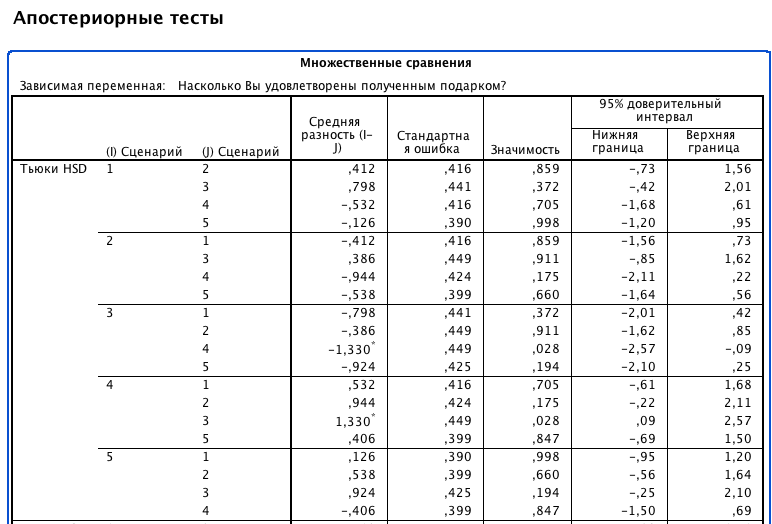 Апостериорные тесты
Множественные сравнения
Зависимая переменная: Насколько Вы удовлетворены полученным подарком?
95% доверительный
интервал
Средняя
разность (I-
J)
Стандартна
я ошибка
Нижняя
граница
Верхняя
граница
(I) Сценарий (J) Сценарий Значимость
Тьюки HSD 1 2 ,412 ,416 ,859 -,73 1,56
3 ,798 ,441 ,372 -,42 2,01
4 -,532 ,416 ,705 -1,68 ,61
5 -,126 ,390 ,998 -1,20 ,95
2 1 -,412 ,416 ,859 -1,56 ,73
3 ,386 ,449 ,911 -,85 1,62
4 -,944 ,424 ,175 -2,11 ,22
5 -,538 ,399 ,660 -1,64 ,56
3 1 -,798 ,441 ,372 -2,01 ,42
2 -,386 ,449 ,911 -1,62 ,85
4 -1,330* ,449 ,028 -2,57 -,09
5 -,924 ,425 ,194 -2,10 ,25
4 1 ,532 ,416 ,705 -,61 1,68
2 ,944 ,424 ,175 -,22 2,11
3 1,330* ,449 ,028 ,09 2,57
5 ,406 ,399 ,847 -,69 1,50
5 1 ,126 ,390 ,998 -,95 1,20
2 ,538 ,399 ,660 -,56 1,64
3 ,924 ,425 ,194 -,25 2,10
4 -,406 ,399 ,847 -1,50 ,69